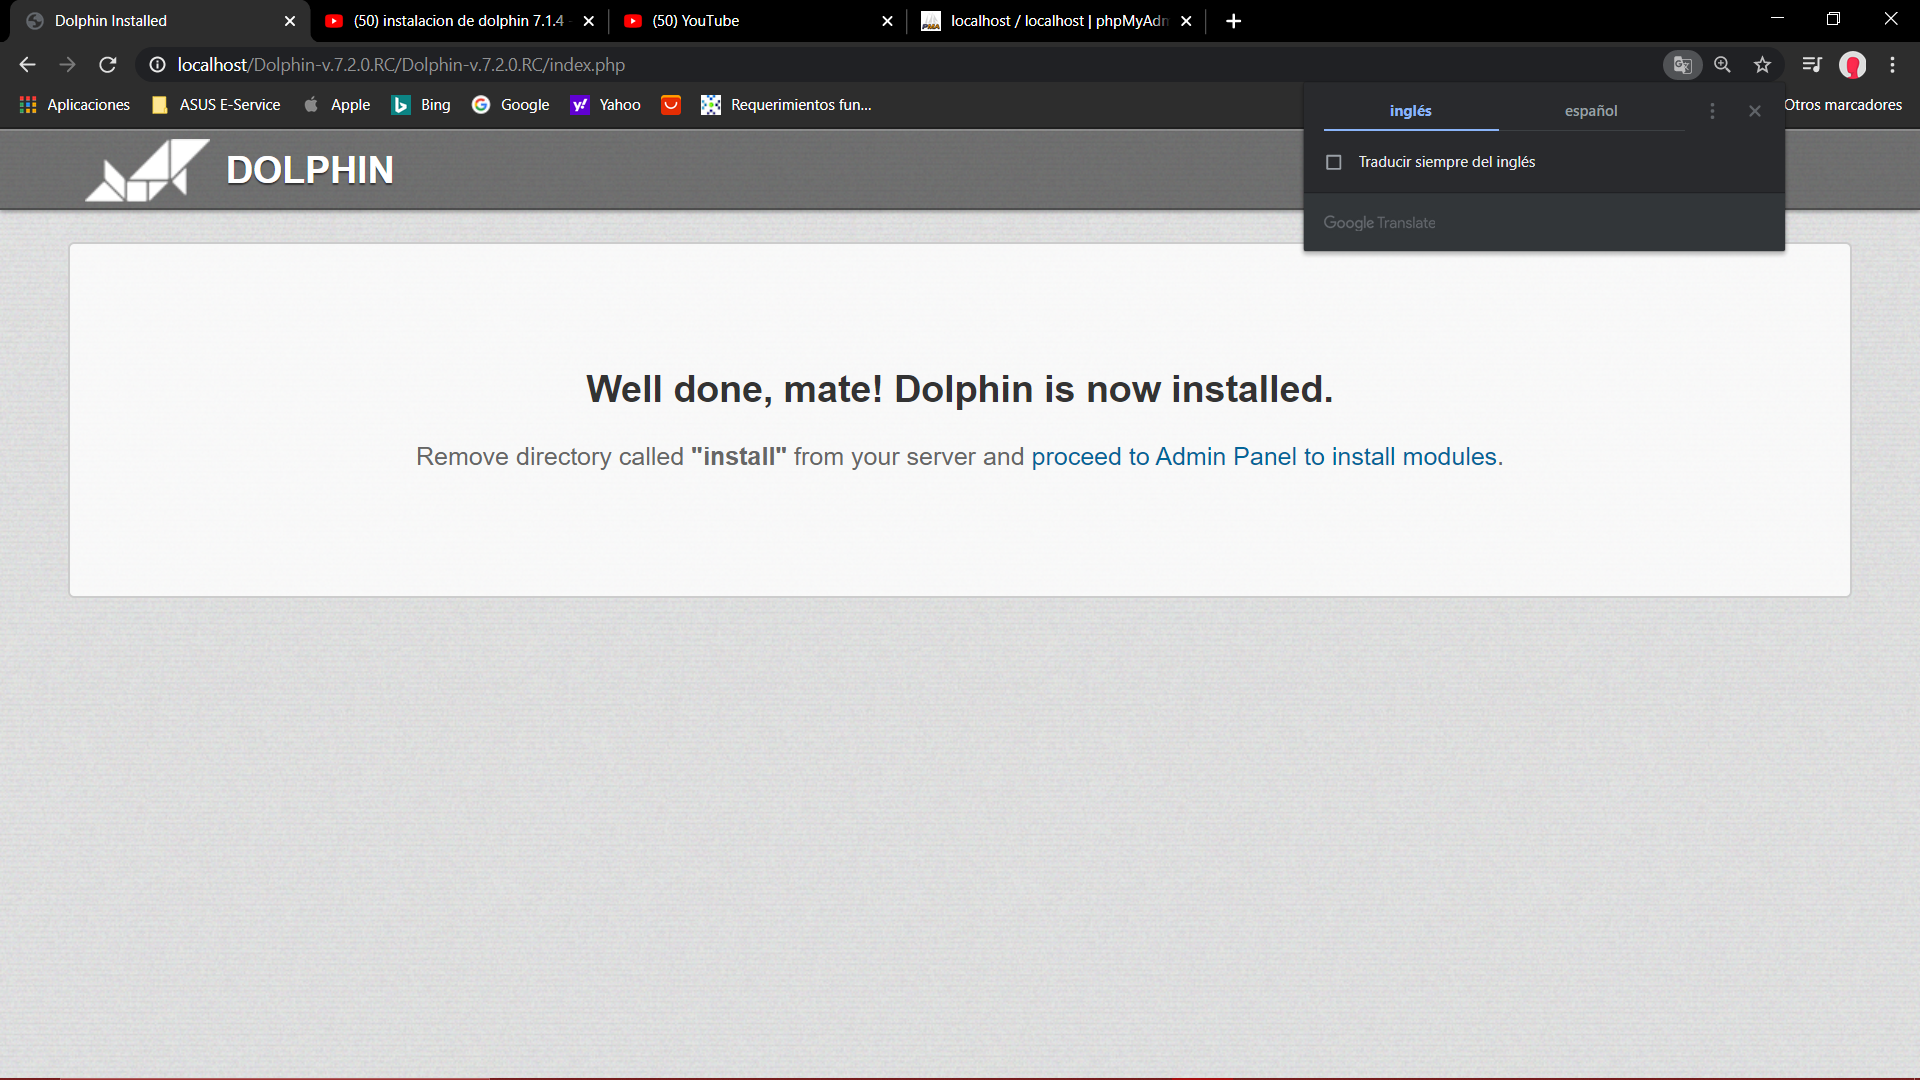 Dolphin Installed
(50) instalacion de dolphin 7.1.4
(50) YouTube
localhost / localhost | phpMyAdm
localhost/Dolphin-v.7.2.0.RC/Dolphin-v.7.2.0.RC/index.php
Aplicaciones
ASUS E-Service
Apple
Bing
Google
Yahoo
Requerimientos fun...
Otros marcadores
inglés
español
Traducir siempre del inglés
Google Translate
DOLPHIN
Well done, mate! Dolphin is now installed.
Remove directory called "install" from your server and proceed to Admin Panel to install modules.